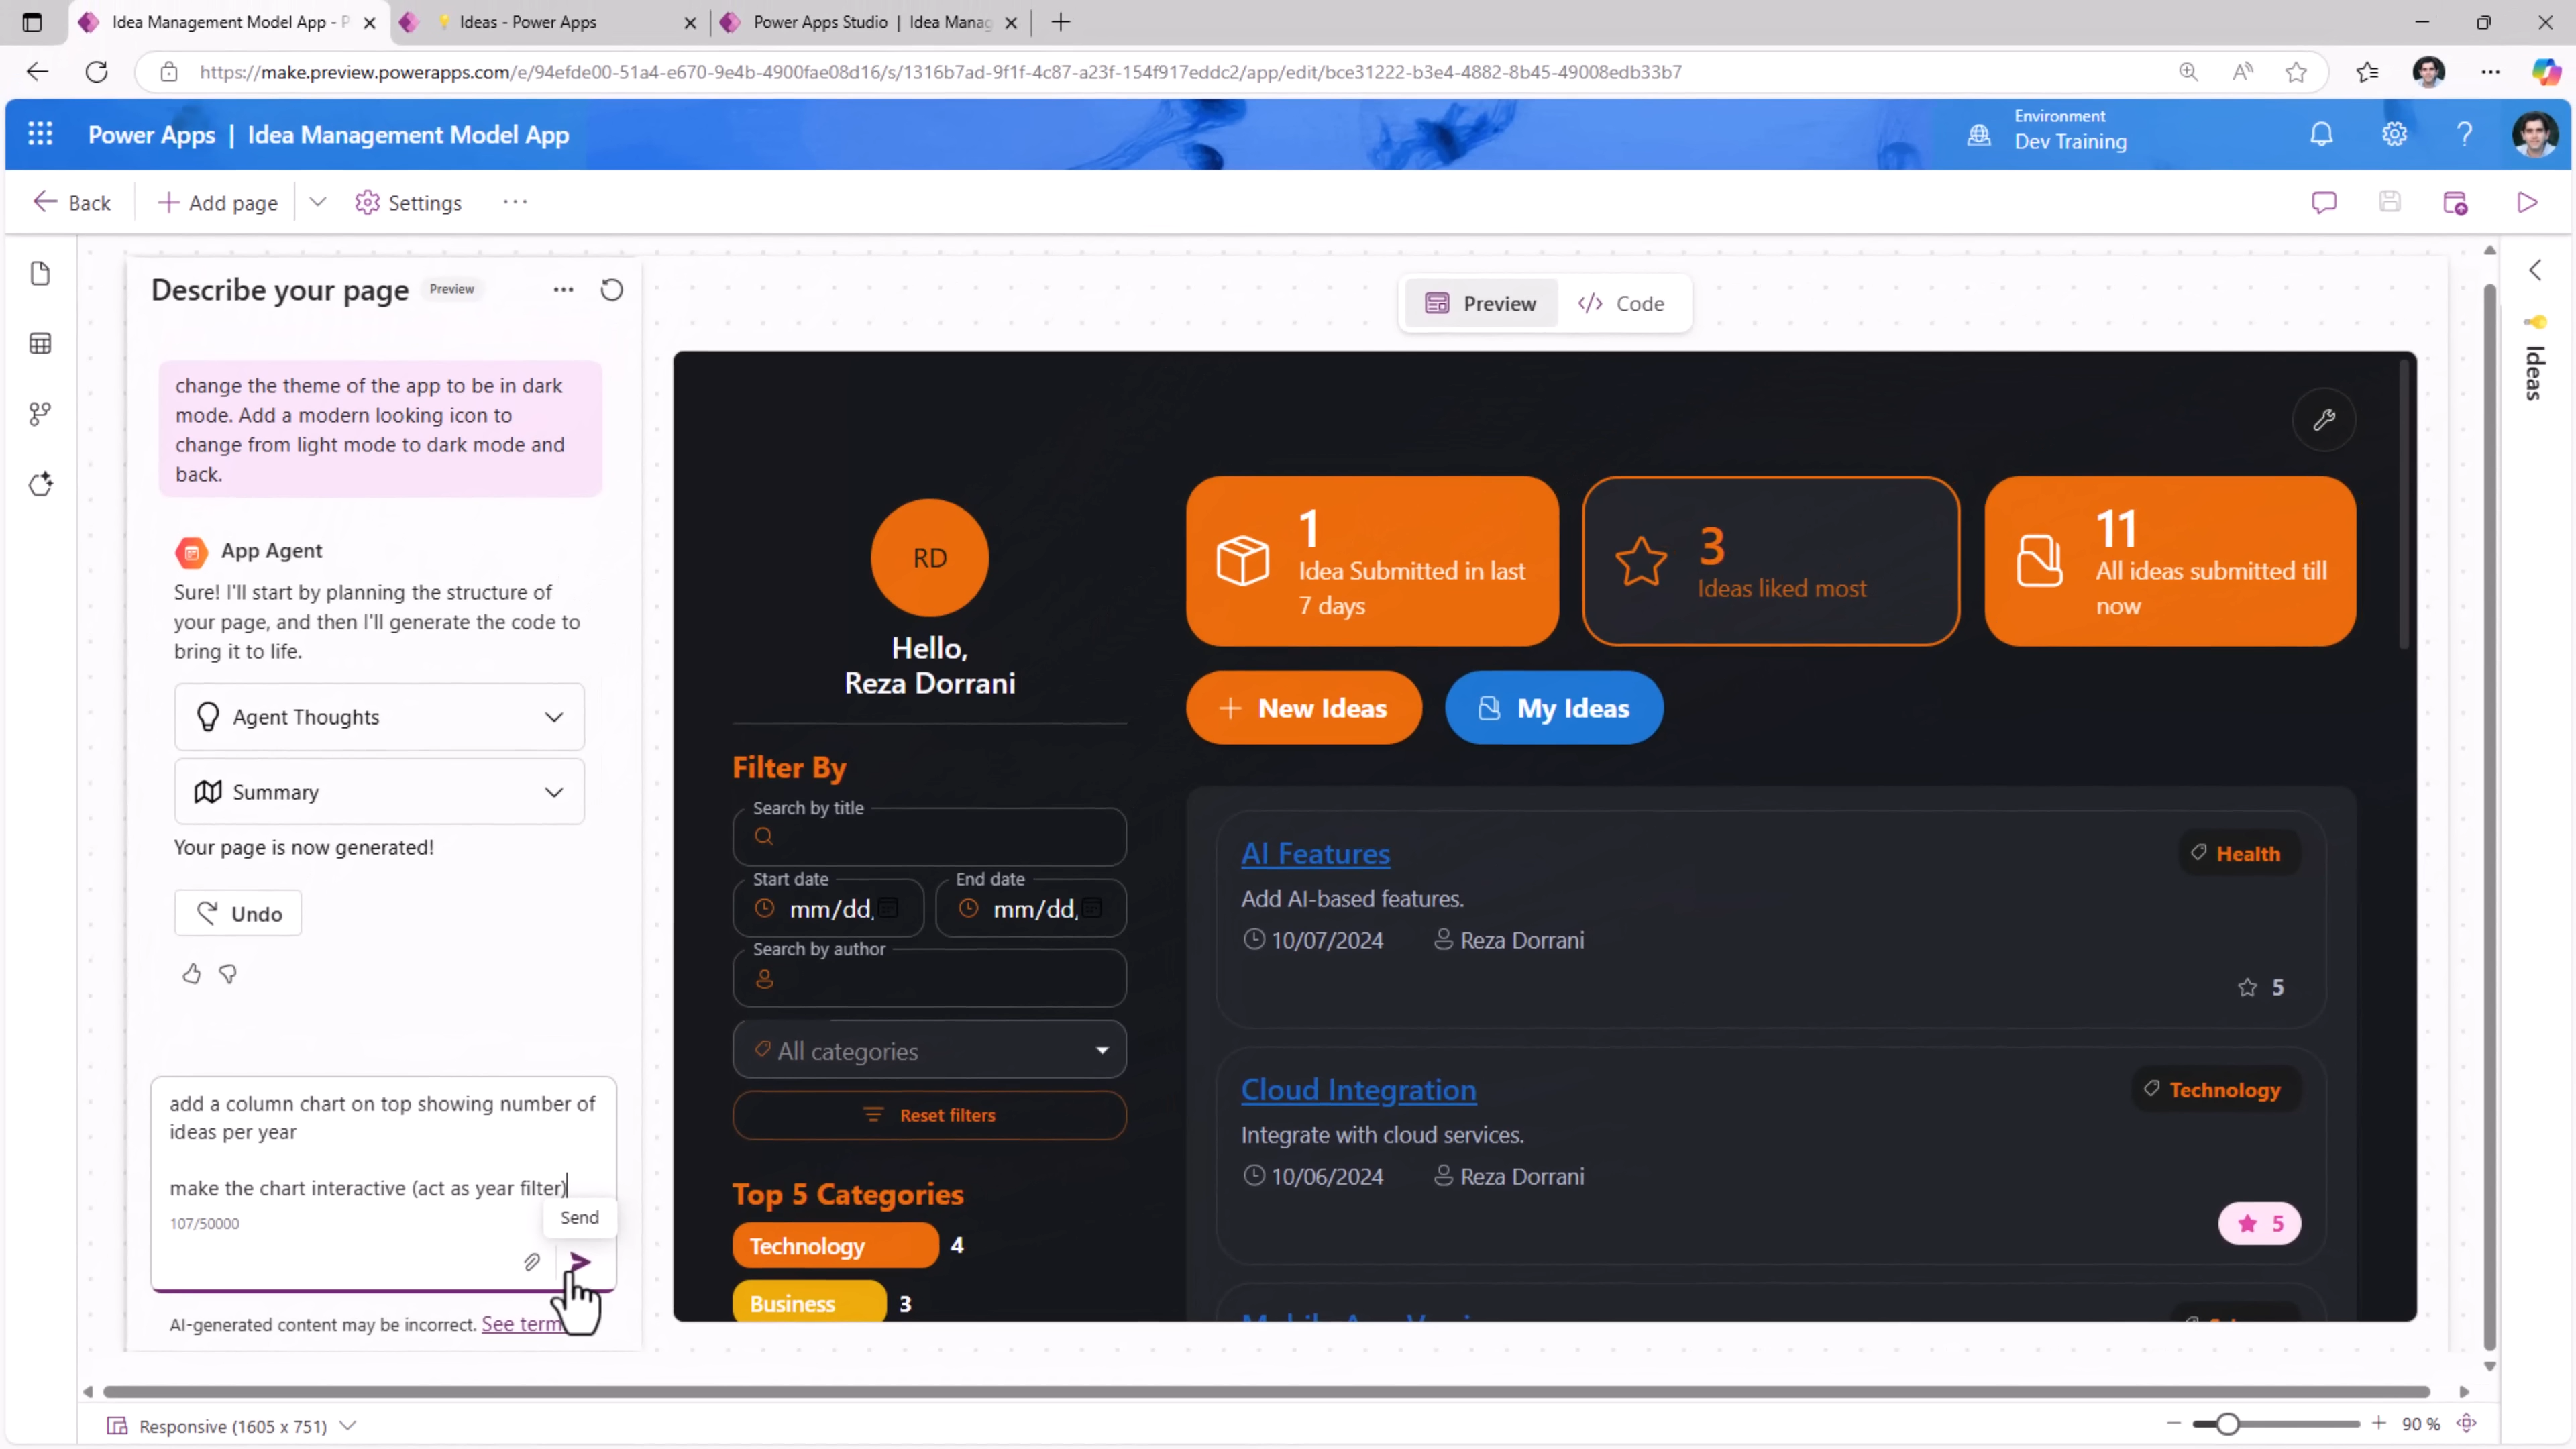 Idea Management Model App - P
Ideas - Power Apps
Power Apps Studio | Idea Manag
https://make.preview.powerapps.com/e/94efde00-51a4-e670-9e4b-4900fae08d16/s/1316b7ad-9f1f-4c87-a23f-154f917eddc2/app/edit/bce31222-b3e4-4882-8b45-49008edb33b7
Power Apps | Idea Management Model App
Environment
Dev Training
Back
Add page
Settings
Describe your page
Preview
Preview
Code
Ideas
change the theme of the app to be in dark
mode. Add a modern looking icon to
change from light mode to dark mode and
back.
App Agent
Sure! I'll start by planning the structure of
your page, and then I'll generate the code to
bring it to life.
Agent Thoughts
Summary
Your page is now generated!
Undo
add a column chart on top showing number of
ideas per year
make the chart interactive (act as year filter)
107/50000
Send
AI-generated content may be incorrect. See term
RD
Hello,
Reza Dorrani
Filter By
Search by title
Start date
End date
mm/dd,
mm/dd,
Search by author
All categories
Reset filters
Top 5 Categories
Technology 4
Business 3
1
Idea Submitted in last
7 days
3
Ideas liked most
11
All ideas submitted till
now
New Ideas
My Ideas
AI Features
Health
Add AI-based features.
10/07/2024 Reza Dorrani
5
Cloud Integration
Technology
Integrate with cloud services.
10/06/2024 Reza Dorrani
5
Responsive (1605 x 751)
90 %